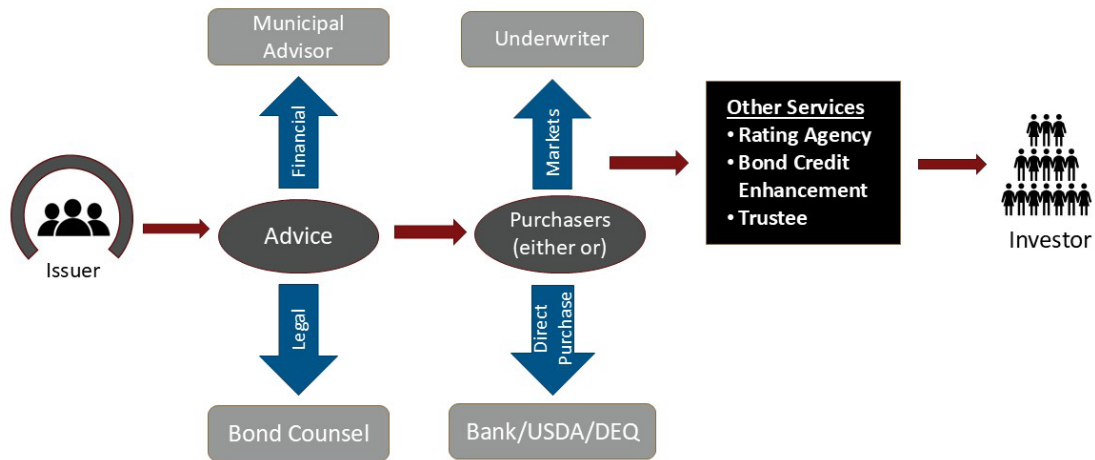 Municipal
Advisor
Underwriter
Financial
Markets
Other Services
• Rating Agency
• Bond Credit
Enhancement
• Trustee
Issuer
Advice
Purchasers
(either or)
Investor
Legal
Direct
Purchase
Bond Counsel
Bank/USDA/DEQ